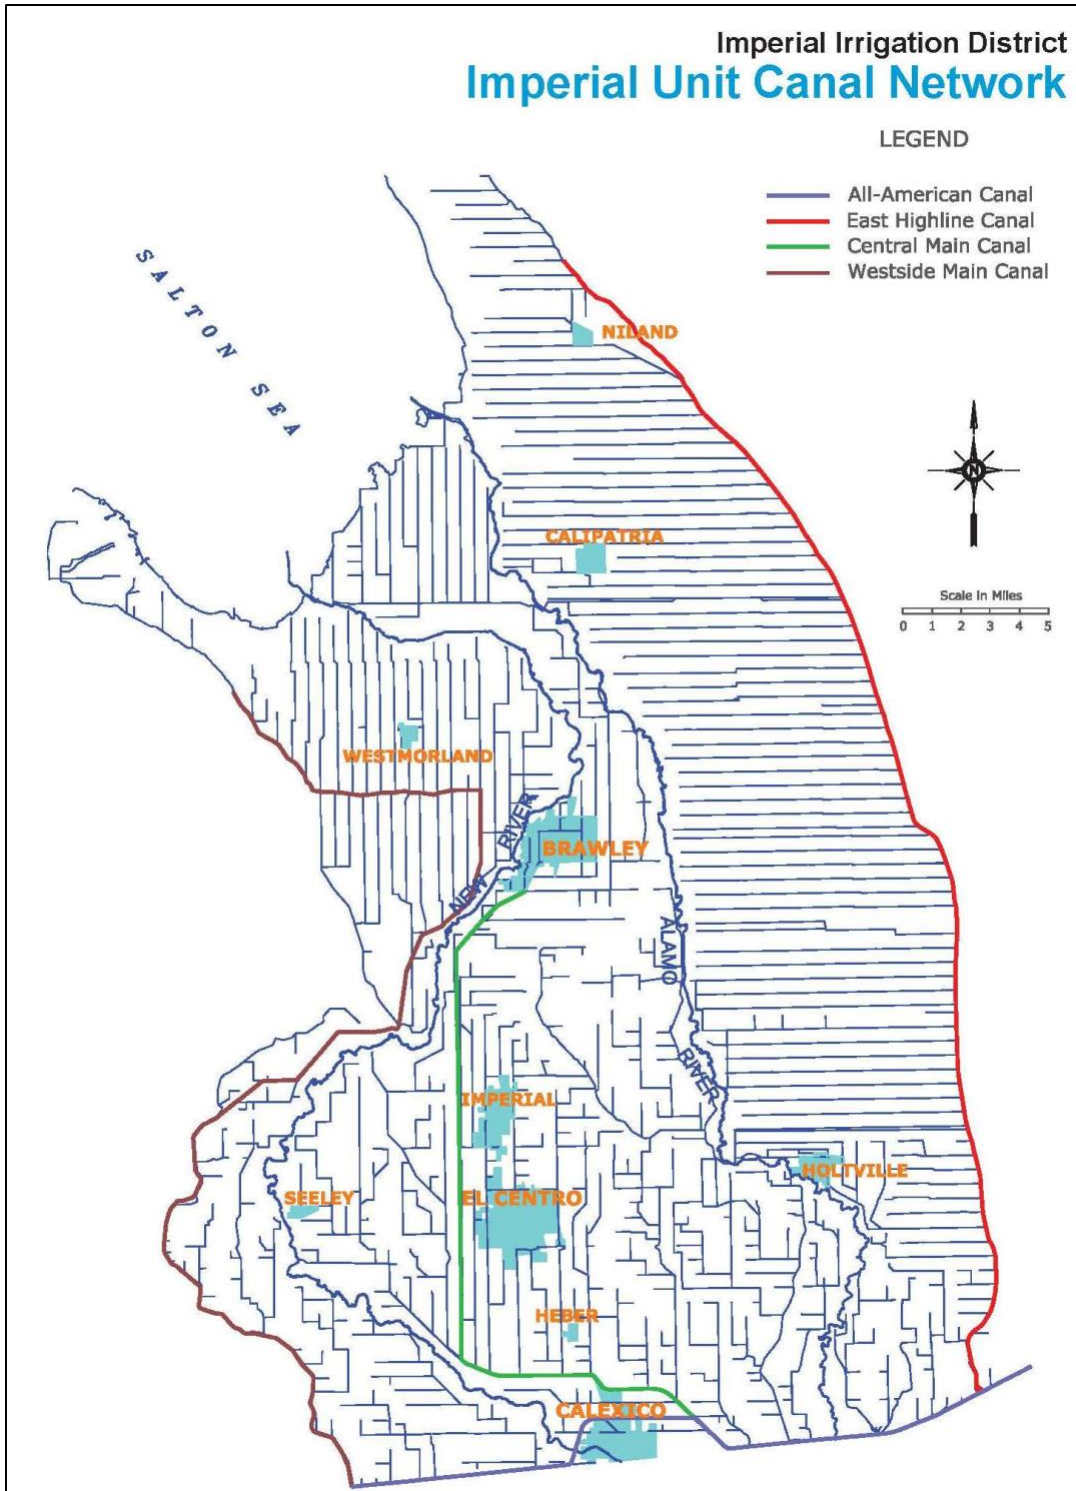 Imperial Irrigation District
Imperial Unit Canal Network
LEGEND
All-American Canal
East Highline Canal
Central Main Canal
Westside Main Canal
SALTON SEA
NILAND
N
CALIPATRIA
Scale In Miles
0 1 2 3 4 5
WESTMORLAND
NEW RIVER
BRAWLEY
ALAMO RIVER
IMPERIAL
HOLTVILLE
SEELEY
EL CENTRO
HEBER
CALEXICO